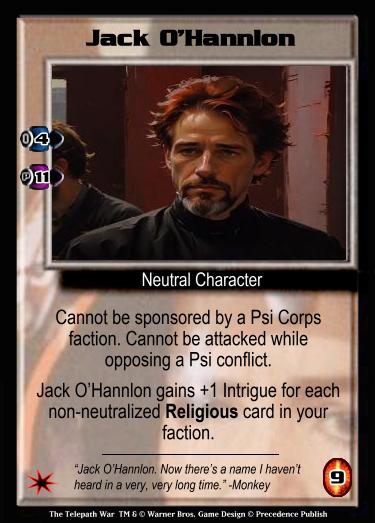 Jack O'Hannlon
I 4
P 11
Neutral Character
Cannot be sponsored by a Psi Corps
faction. Cannot be attacked while
opposing a Psi conflict.
Jack O'Hannlon gains +1 Intrigue for each
non-neutralized Religious card in your
faction.
"Jack O'Hannlon. Now there's a name I haven't
heard in a very, very long time." -Monkey
9
The Telepath War TM & © Warner Bros. Game Design © Precedence Publish